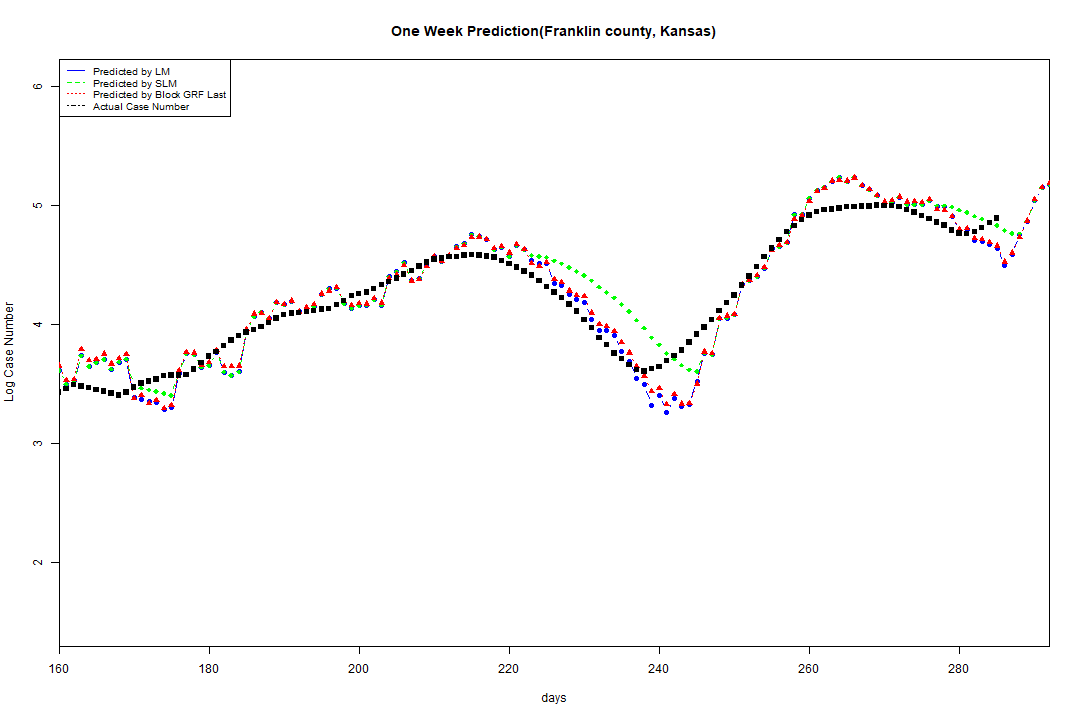 One Week Prediction(Franklin county, Kansas)
Predicted by LM
Predicted by SLM
Predicted by Block GRF Last
Actual Case Number
6
5
4
3
2
Log Case Number
160 180 200 220 240 260 280
days